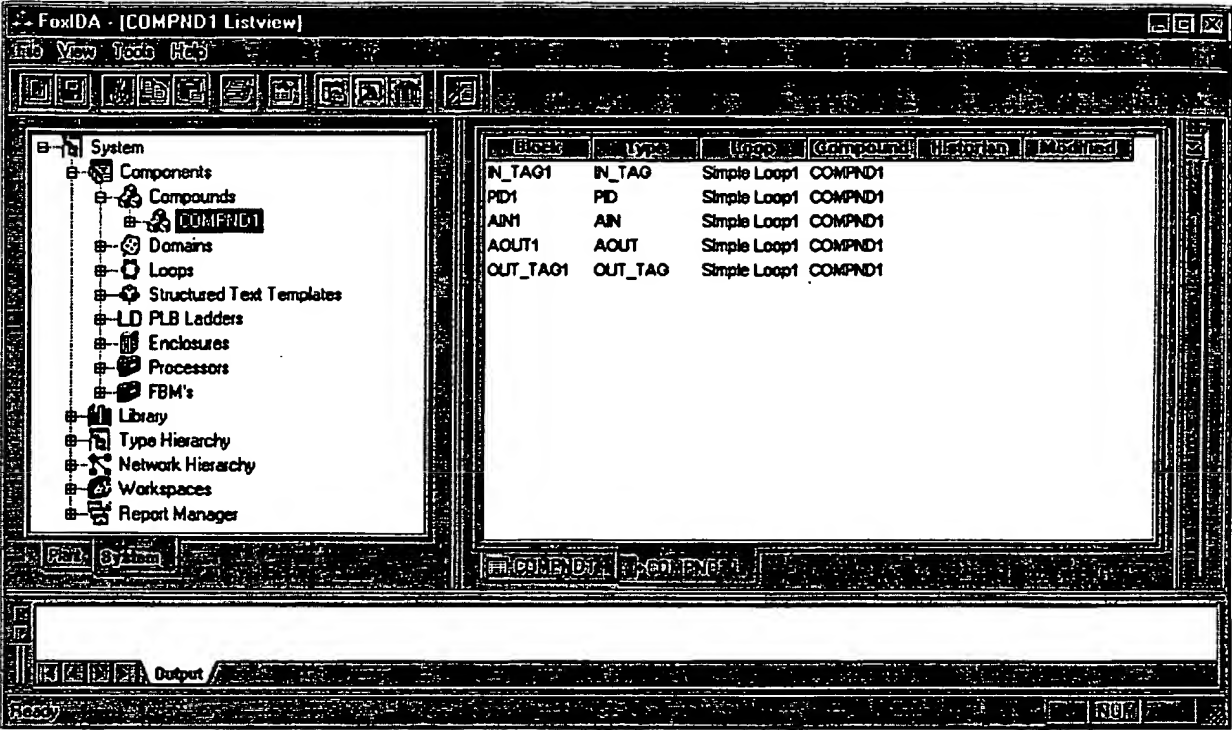 FoxIDA - [COMPND1 Listview]
File View Tools Help
System
Components
Compounds
COMPND1
Domains
Loops
Structured Text Templates
LD PLB Ladders
Enclosures
Processors
FBM's
Library
Type Hierarchy
Network Hierarchy
Workspaces
Report Manager
Plant System
Block Type Loop Compound Historian Modified
IN_TAG1 IN_TAG Simple Loop1 COMPND1
PID1 PID Simple Loop1 COMPND1
AIN1 AIN Simple Loop1 COMPND1
AOUT1 AOUT Simple Loop1 COMPND1
OUT_TAG1 OUT_TAG Simple Loop1 COMPND1
COMPND1
Output
Ready
NUM